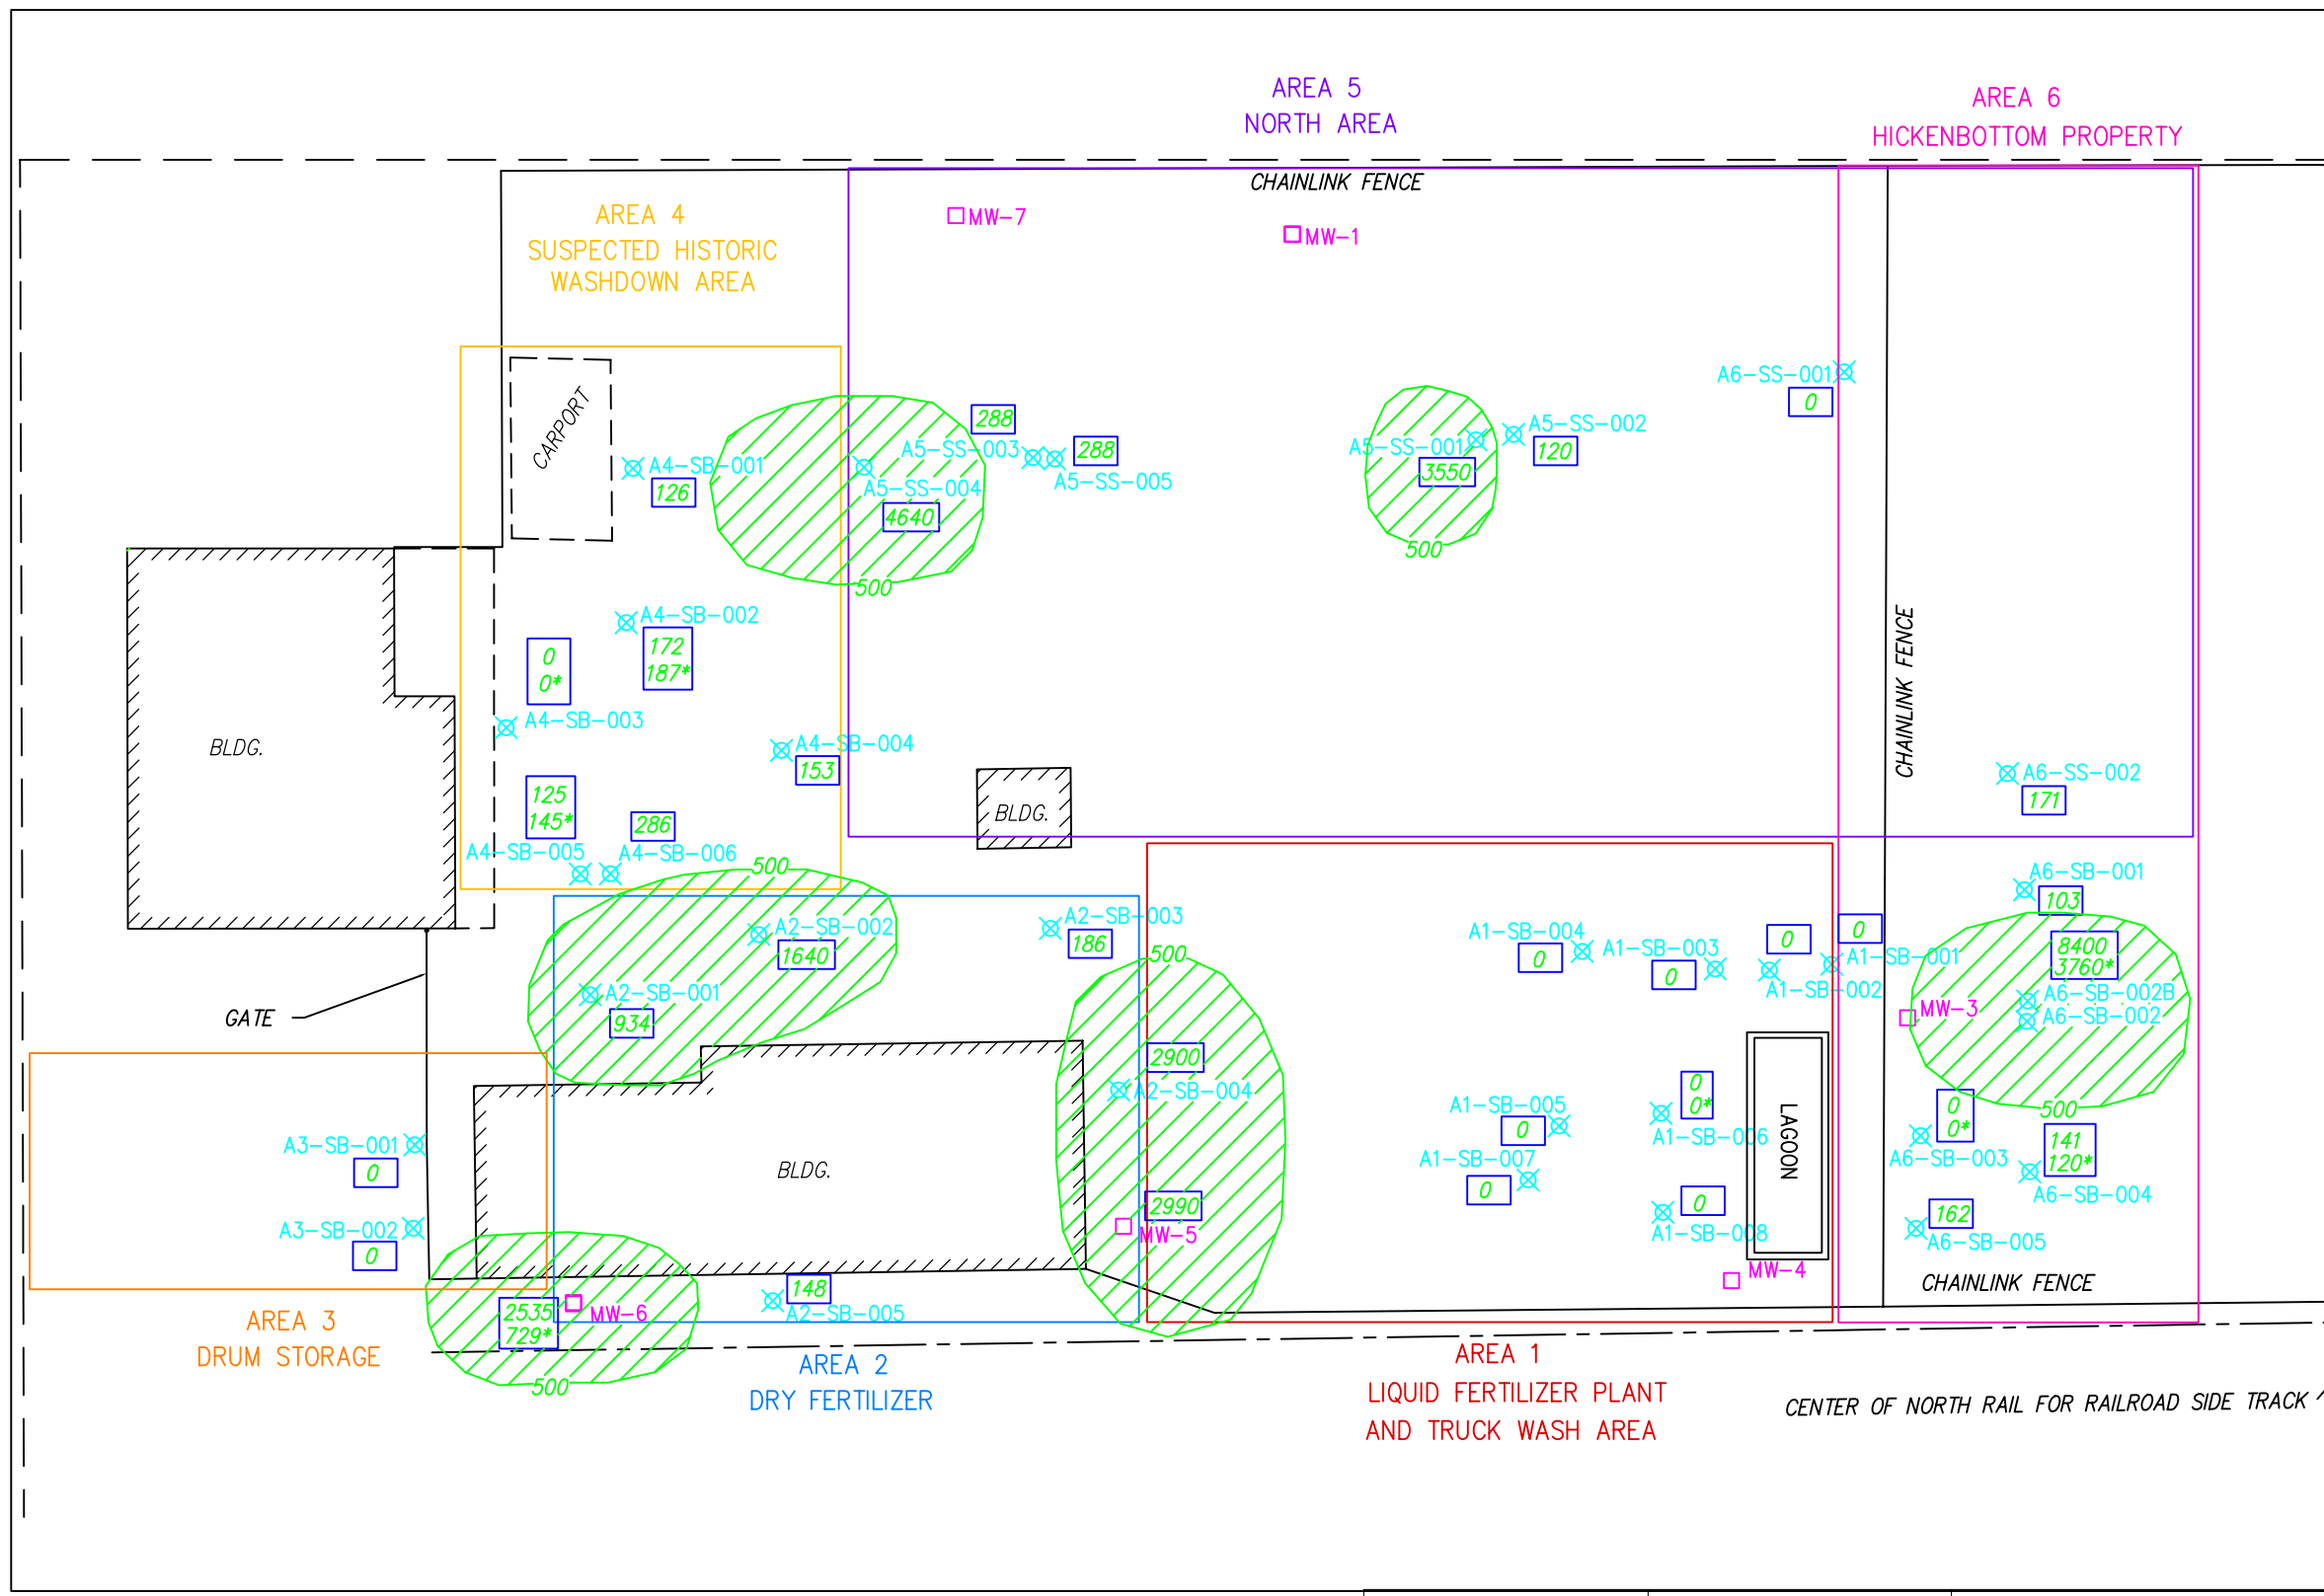 AREA 5
NORTH AREA
AREA 6
HICKENBOTTOM PROPERTY
CHAINLINK FENCE
AREA 4
SUSPECTED HISTORIC
WASHDOWN AREA
MW-7
MW-1
CARPORT
A4-SB-001
126
288
A5-SS-003
288
A5-SS-005
A5-SS-004
4640
500
A5-SS-001
3550
500
A5-SS-002
120
A6-SS-001
0
A4-SB-002
172
187*
0
0*
A4-SB-003
A4-SB-004
153
BLDG.
125
145*
A4-SB-005
286
A4-SB-006
BLDG.
CHAINLINK FENCE
A6-SS-002
171
500
A2-SB-002
1640
A2-SB-001
934
A2-SB-003
186
500
A1-SB-004
0
A1-SB-003
0
0
A1-SB-002
0
A1-SB-001
A6-SB-001
103
8400
3760*
A6-SB-002B
A6-SB-002
MW-3
500
GATE
2900
A2-SB-004
2990
MW-5
A1-SB-005
0
A1-SB-007
0
0
0*
A1-SB-006
0
A1-SB-008
LAGOON
MW-4
0
0*
A6-SB-003
141
120*
A6-SB-004
162
A6-SB-005
CHAINLINK FENCE
A3-SB-001
0
A3-SB-002
0
BLDG.
148
A2-SB-005
2535
729*
MW-6
500
AREA 3
DRUM STORAGE
AREA 2
DRY FERTILIZER
AREA 1
LIQUID FERTILIZER PLANT
AND TRUCK WASH AREA
CENTER OF NORTH RAIL FOR RAILROAD SIDE TRACK